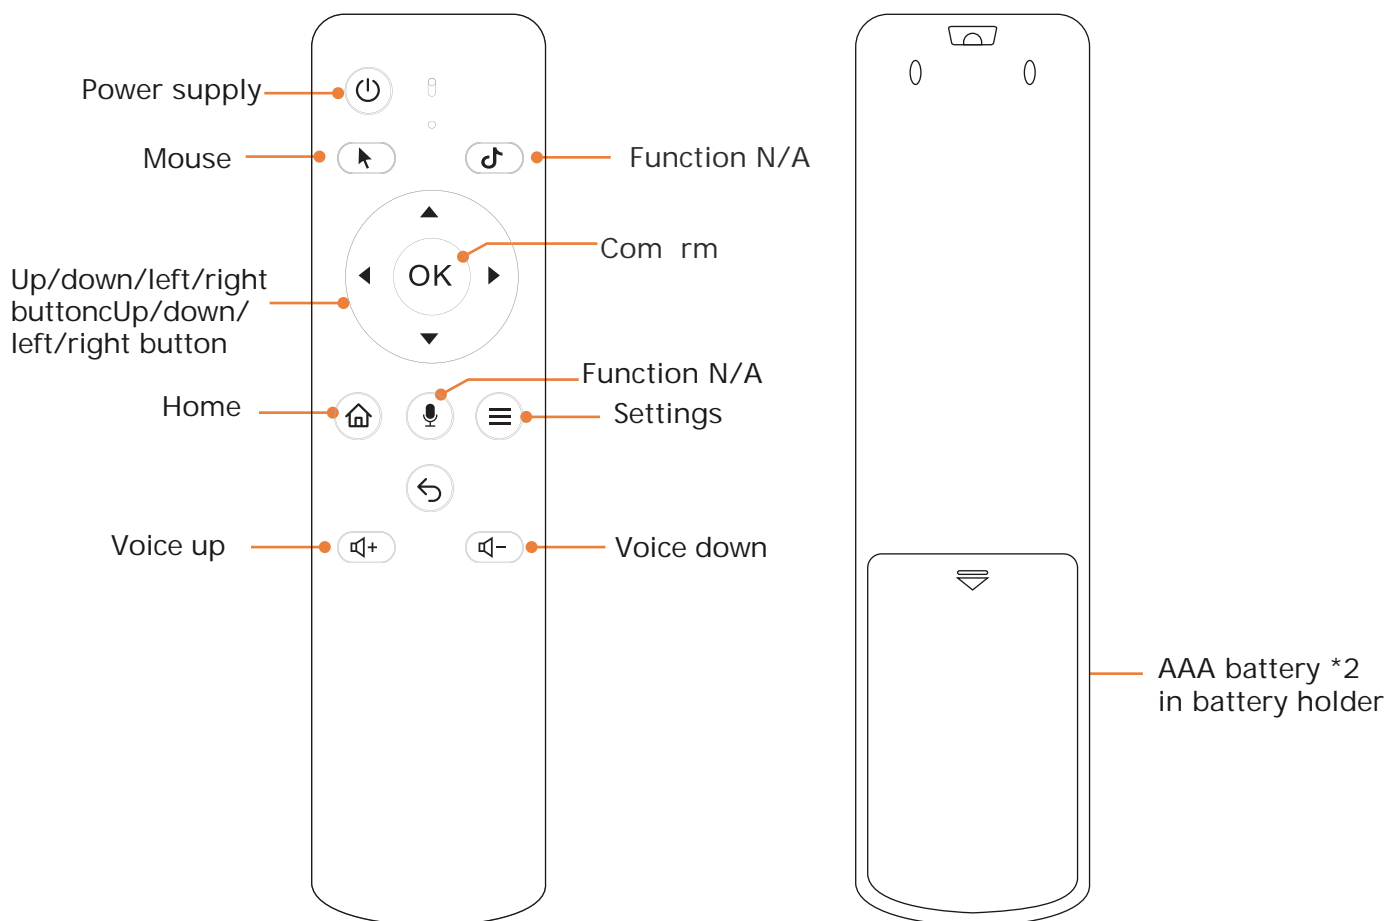 Power supply
Mouse
Function N/A
Com rm
OK
Up/down/left/right
buttoncUp/down/
left/right button
Function N/A
Home
Settings
Voice up
Voice down
AAA battery *2
in battery holder